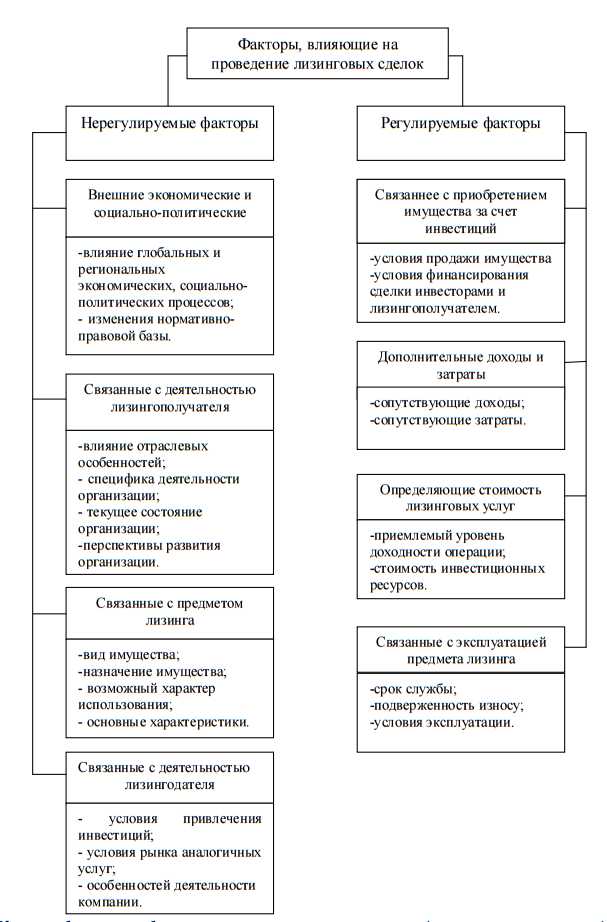 Факторы, влияющие на
проведение лизинговых сделок
Нерегулируемые факторы
Внешние экономические и
социально-политические
-влияние глобальных и
региональных
экономических, социально-
политических процессов;
- изменения нормативно-
правовой базы.
Связанные с деятельностью
лизингополучателя
-влияние отраслевых
особенностей;
- специфика деятельности
организации;
- текущее состояние
организации;
-перспективы развития
организации.
Связанные с предметом
лизинга
-вид имущества;
-назначение имущества;
- возможный характер
использования;
- основные характеристики.
Связанные с деятельностью
лизингодателя
- условия привлечения
инвестиций;
- условия рынка аналогичных
услуг;
- особенностей деятельности
компании.
Регулируемые факторы
Связаннее с приобретением
имущества за счет
инвестиций
-условия продажи имущества
-условия финансирования
сделки инвесторами и
лизингополучателем.
Дополнительные доходы и
затраты
-сопутствующие доходы;
-сопутствующие затраты.
Определяющие стоимость
лизинговых услуг
-приемлемый уровень
доходности операции;
-стоимость инвестиционных
ресурсов.
Связанные с эксплуатацией
предмета лизинга
-срок службы;
-подверженность износу;
-условия эксплуатации.